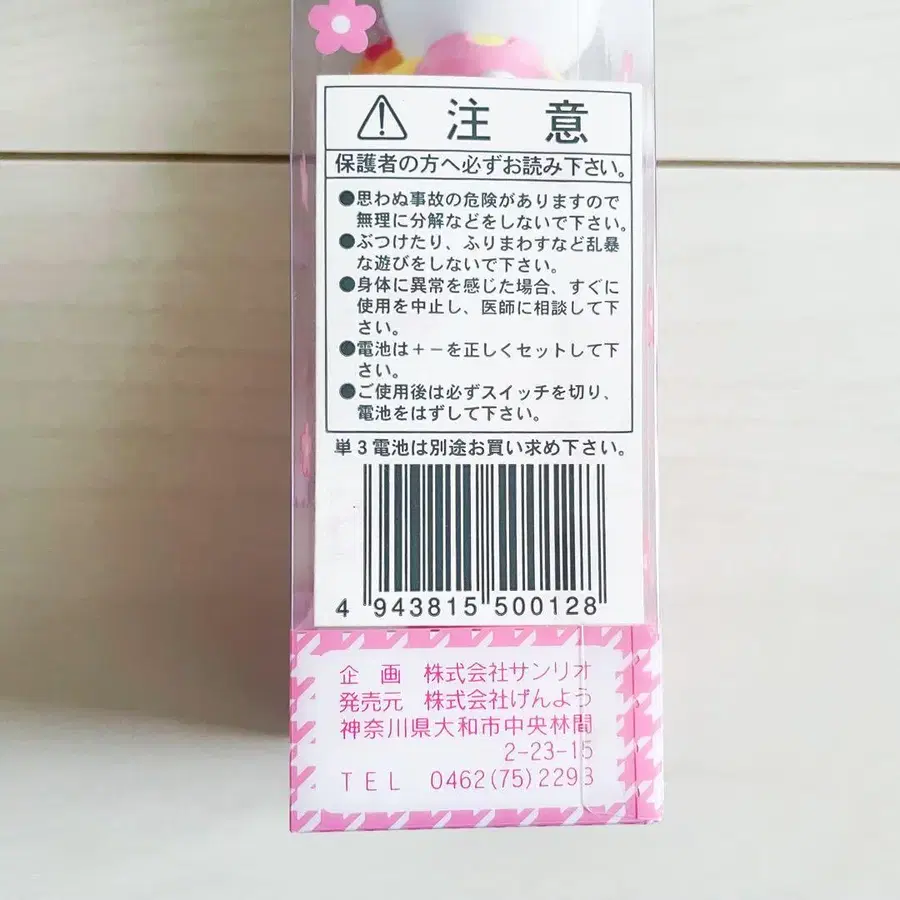 注 意
保護者の方へ必ずお読み下さい。
●思わぬ事故の危険がありますので
無理に分解などをしないで下さい。
●ぶつけたり、ふりまわすなど乱暴
な遊びをしないで下さい。
●身体に異常を感じた場合、すぐに
使用を中止し、医師に相談して下
さい。
●電池は+−を正しくセットして下
さい。
●ご使用後は必ずスイッチを切り、
電池をはずして下さい。
単3電池は別途お買い求め下さい。
4 943815 500128
企 画 株式会社サンリオ
発売元 株式会社げんよう
神奈川県大和市中央林間
2-23-15
TEL 0462(75)2293